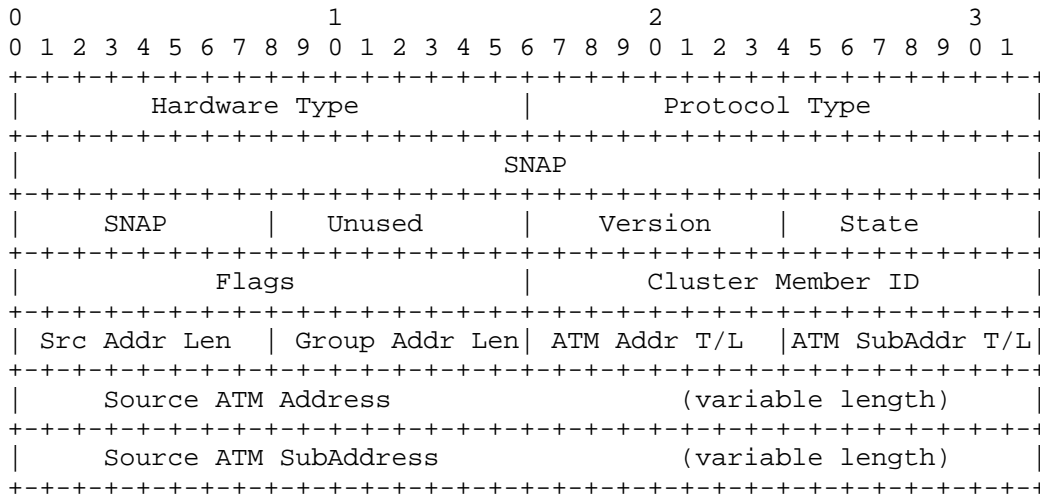 0                   1                   2                   3
0 1 2 3 4 5 6 7 8 9 0 1 2 3 4 5 6 7 8 9 0 1 2 3 4 5 6 7 8 9 0 1
+-+-+-+-+-+-+-+-+-+-+-+-+-+-+-+-+-+-+-+-+-+-+-+-+-+-+-+-+-+-+-+-+
|        Hardware Type          |        Protocol Type          |
+-+-+-+-+-+-+-+-+-+-+-+-+-+-+-+-+-+-+-+-+-+-+-+-+-+-+-+-+-+-+-+-+
|                              SNAP                             |
+-+-+-+-+-+-+-+-+-+-+-+-+-+-+-+-+-+-+-+-+-+-+-+-+-+-+-+-+-+-+-+-+
|     SNAP      |   Unused      |    Version    |   State       |
+-+-+-+-+-+-+-+-+-+-+-+-+-+-+-+-+-+-+-+-+-+-+-+-+-+-+-+-+-+-+-+-+
|            Flags              |       Cluster Member ID       |
+-+-+-+-+-+-+-+-+-+-+-+-+-+-+-+-+-+-+-+-+-+-+-+-+-+-+-+-+-+-+-+-+
| Src Addr Len  | Group Addr Len| ATM Addr T/L  |ATM SubAddr T/L|
+-+-+-+-+-+-+-+-+-+-+-+-+-+-+-+-+-+-+-+-+-+-+-+-+-+-+-+-+-+-+-+-+
|     Source ATM Address                  (variable length)     |
+-+-+-+-+-+-+-+-+-+-+-+-+-+-+-+-+-+-+-+-+-+-+-+-+-+-+-+-+-+-+-+-+
|     Source ATM SubAddress               (variable length)     |
+-+-+-+-+-+-+-+-+-+-+-+-+-+-+-+-+-+-+-+-+-+-+-+-+-+-+-+-+-+-+-+-+